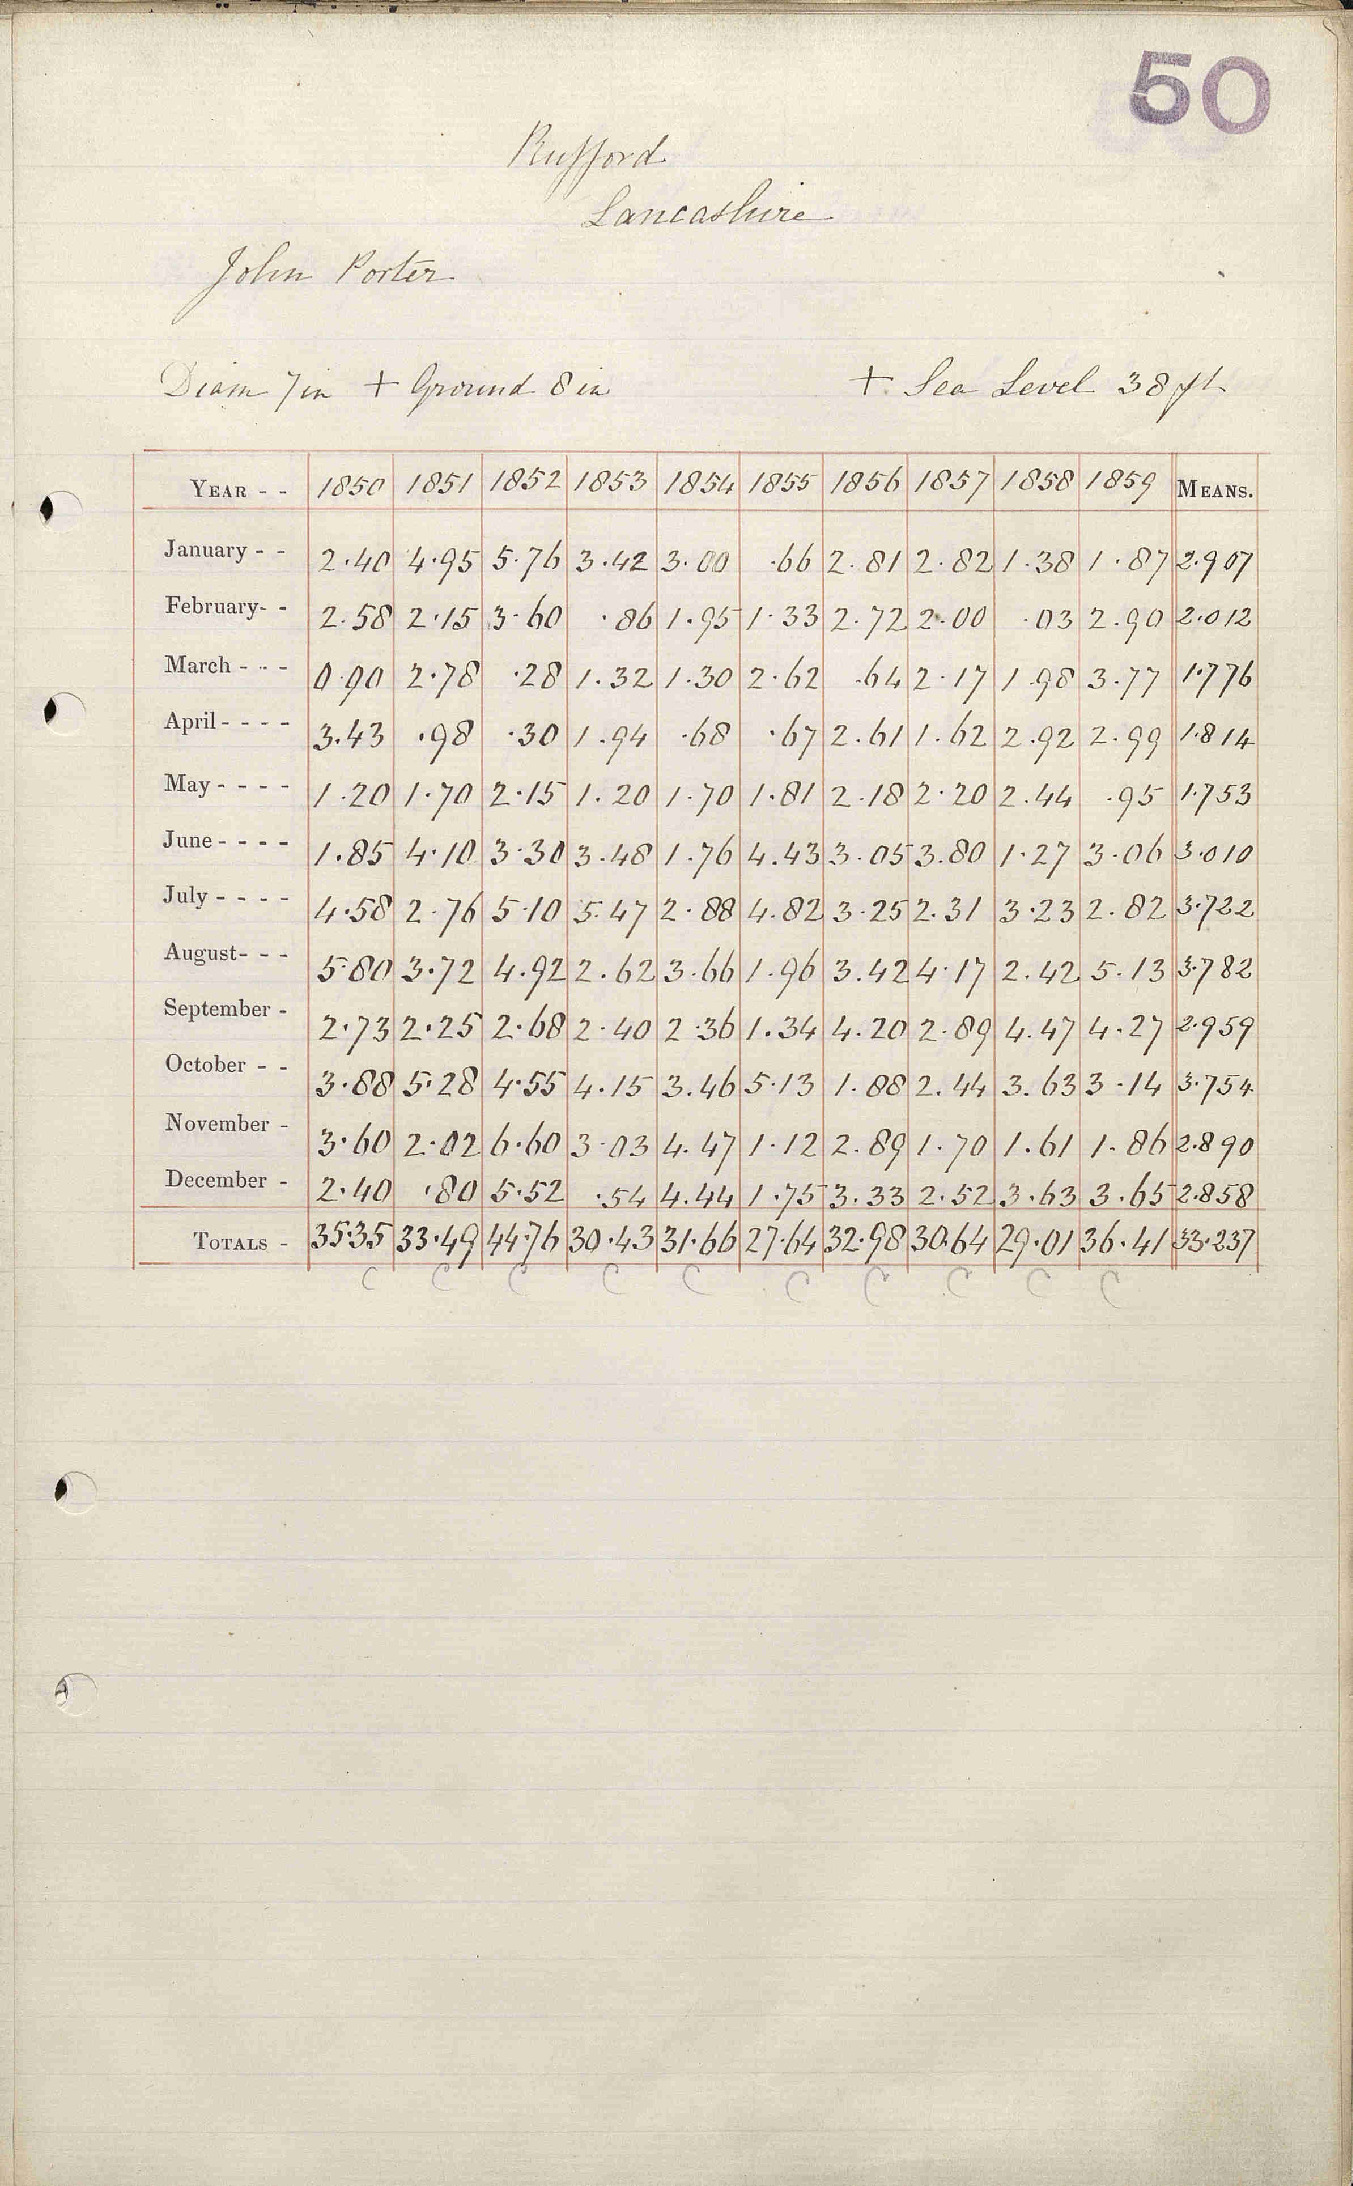 50
Rufford
Lancashire
John Porter
Diam 7in + Ground 8in + Sea Level 38ft
YEAR - - 1850 1851 1852 1853 1854 1855 1856 1857 1858 1859 MEANS.
January - - 2.40 4.95 5.76 3.42 3.00 .66 2.81 2.82 1.38 1.87 2.907
February- - 2.58 2.15 3.60 .86 1.95 1.33 2.72 2.00 .03 2.90 2.012
March - - - 0.90 2.78 .28 1.32 1.30 2.62 .64 2.17 1.98 3.77 1.776
April - - - - 3.43 .98 .30 1.94 .68 .67 2.61 1.62 2.92 2.99 1.814
May - - - - 1.20 1.70 2.15 1.20 1.70 1.81 2.18 2.20 2.44 .95 1.753
June - - - - 1.85 4.10 3.30 3.48 1.76 4.43 3.05 3.80 1.27 3.06 3.010
July - - - - 4.58 2.76 5.10 5.47 2.88 4.82 3.25 2.31 3.23 2.82 3.722
August- - - 5.80 3.72 4.92 2.62 3.66 1.96 3.42 4.17 2.42 5.13 3.782
September - 2.73 2.25 2.68 2.40 2.36 1.34 4.20 2.89 4.47 4.27 2.959
October - - 3.88 5.28 4.55 4.15 3.46 5.13 1.88 2.44 3.63 3.14 3.754
November - 3.60 2.02 6.60 3.03 4.47 1.12 2.89 1.70 1.61 1.86 2.890
December - 2.40 .80 5.52 .54 4.44 1.75 3.33 2.52 3.63 3.65 2.858
TOTALS - 35.35 33.49 44.76 30.43 31.66 27.64 32.98 30.64 29.01 36.41 33.237
C C C C C C C C C C